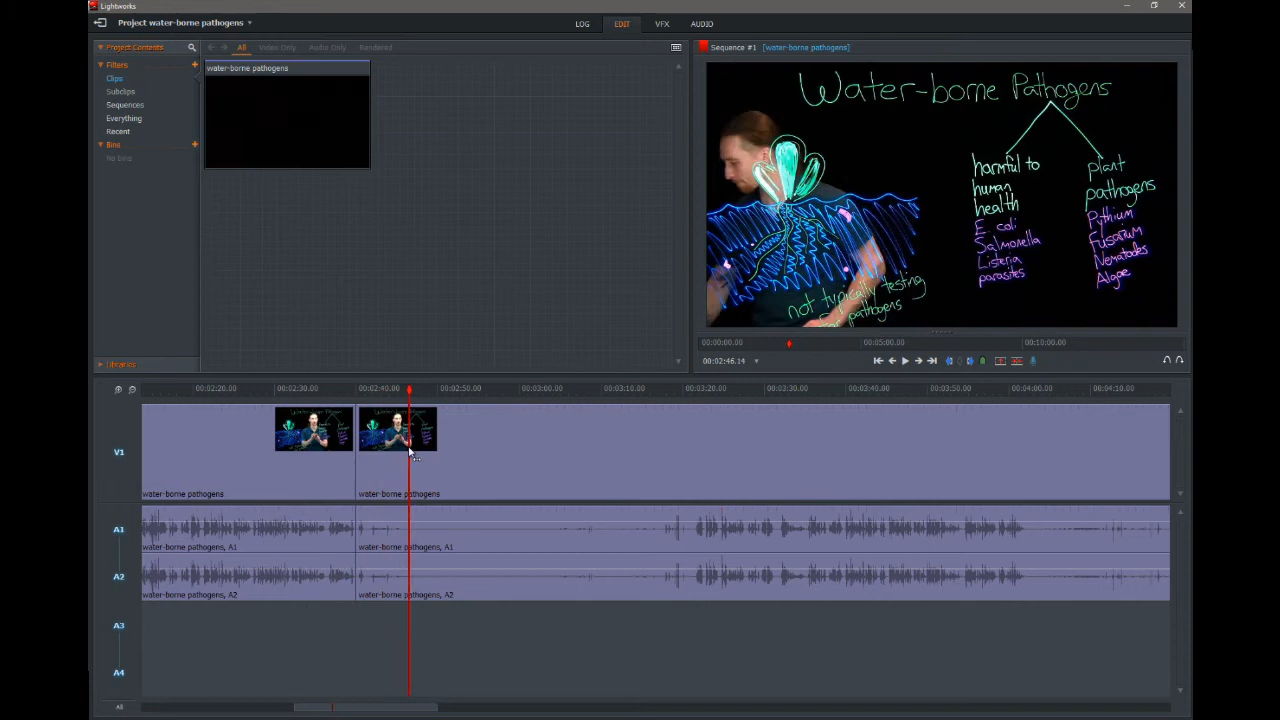 Lightworks
Project water-borne pathogens
LOG EDIT VFX AUDIO
Project Contents
All Video Only Audio Only Rendered
Sequence #1 [water-borne pathogens]
Filters
Clips
Subclips
Sequences
Everything
Recent
Bins
No bins
Libraries
water-borne pathogens
Water-borne Pathogens
harmful to
human
health
E coli
Salmonella
Listeria
parasites
plant
pathogens
Pythium
Fusarium
Nematodes
Algae
not typically testing
for pathogens
00:00:00.00 00:05:00.00 00:10:00.00
00:02:46.14
00:02:20.00 00:02:30.00 00:02:40.00 00:02:50.00 00:03:00.00 00:03:10.00 00:03:20.00 00:03:30.00 00:03:40.00 00:03:50.00 00:04:00.00 00:04:10.00
V1
water-borne pathogens water-borne pathogens
A1
water-borne pathogens, A1 water-borne pathogens, A1
A2
water-borne pathogens, A2 water-borne pathogens, A2
A3
A4
All